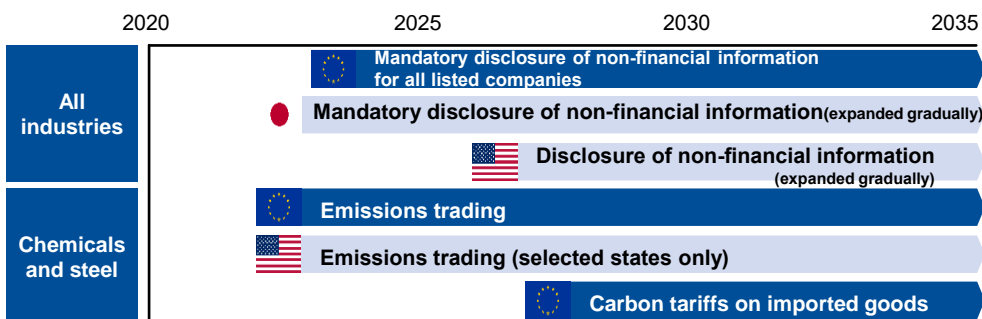 2020 2025 2030 2035
All
industries
Mandatory disclosure of non-financial information
for all listed companies
Mandatory disclosure of non-financial information(expanded gradually)
Disclosure of non-financial information
(expanded gradually)
Chemicals
and steel
Emissions trading
Emissions trading (selected states only)
Carbon tariffs on imported goods